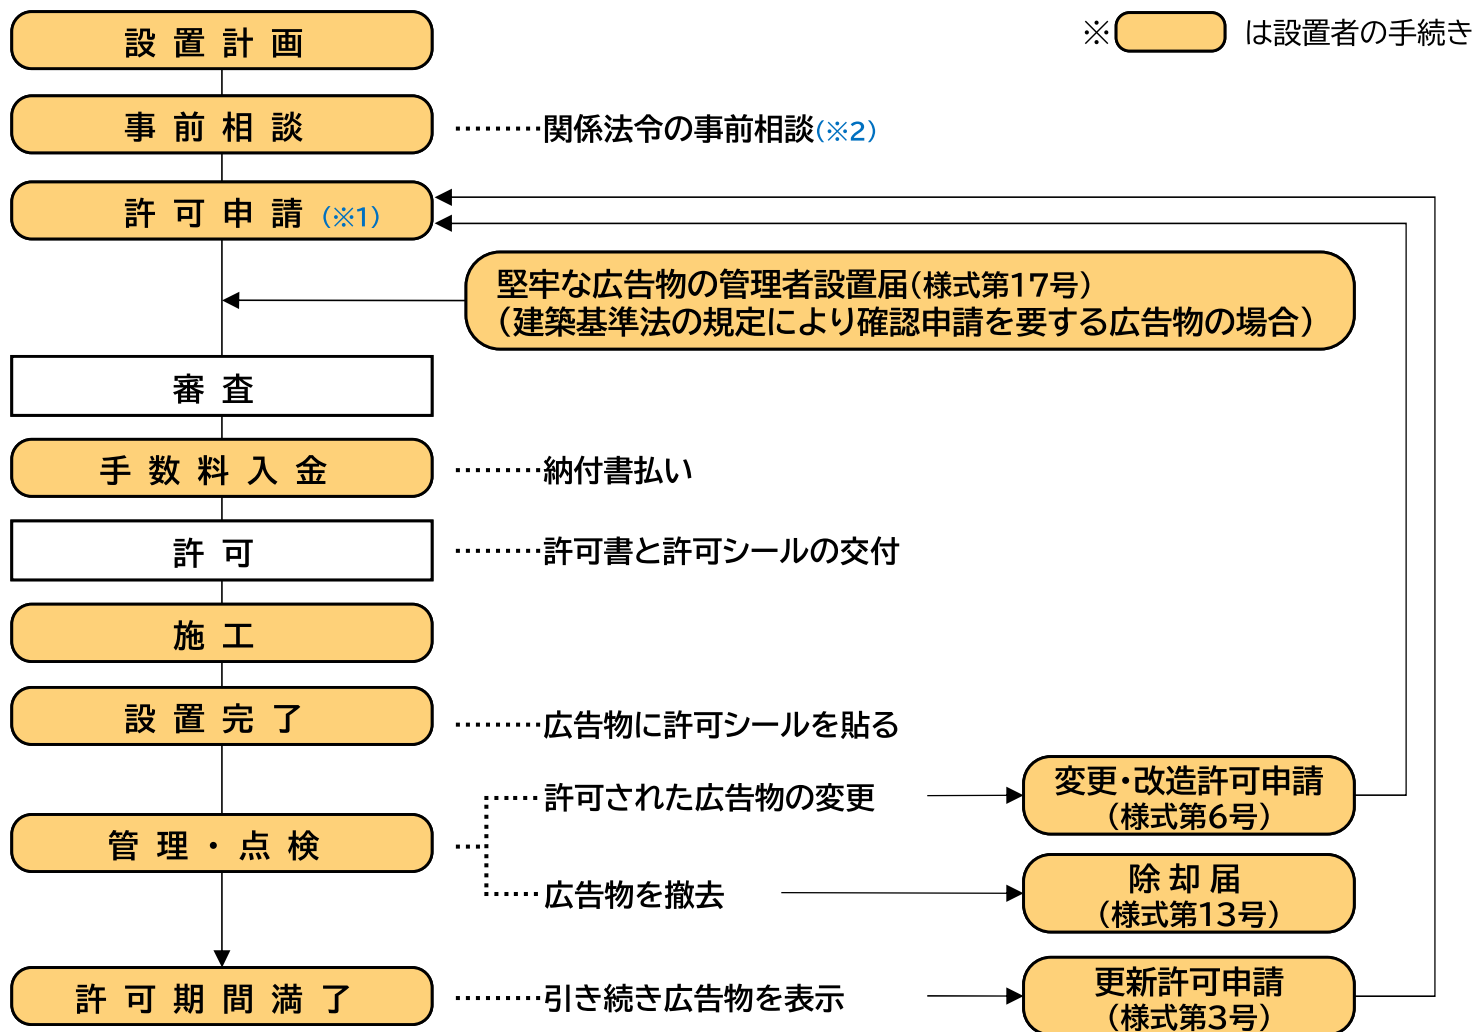 設置計画
※ は設置者の手続き
事前相談
関係法令の事前相談(※2)
許可申請 (※1)
堅牢な広告物の管理者設置届(様式第17号)
(建築基準法の規定により確認申請を要する広告物の場合)
審査
手数料入金
納付書払い
許可
許可書と許可シールの交付
施工
設置完了
広告物に許可シールを貼る
管理・点検
許可された広告物の変更
変更・改造許可申請
(様式第6号)
広告物を撤去
除却届
(様式第13号)
許可期間満了
引き続き広告物を表示
更新許可申請
(様式第3号)